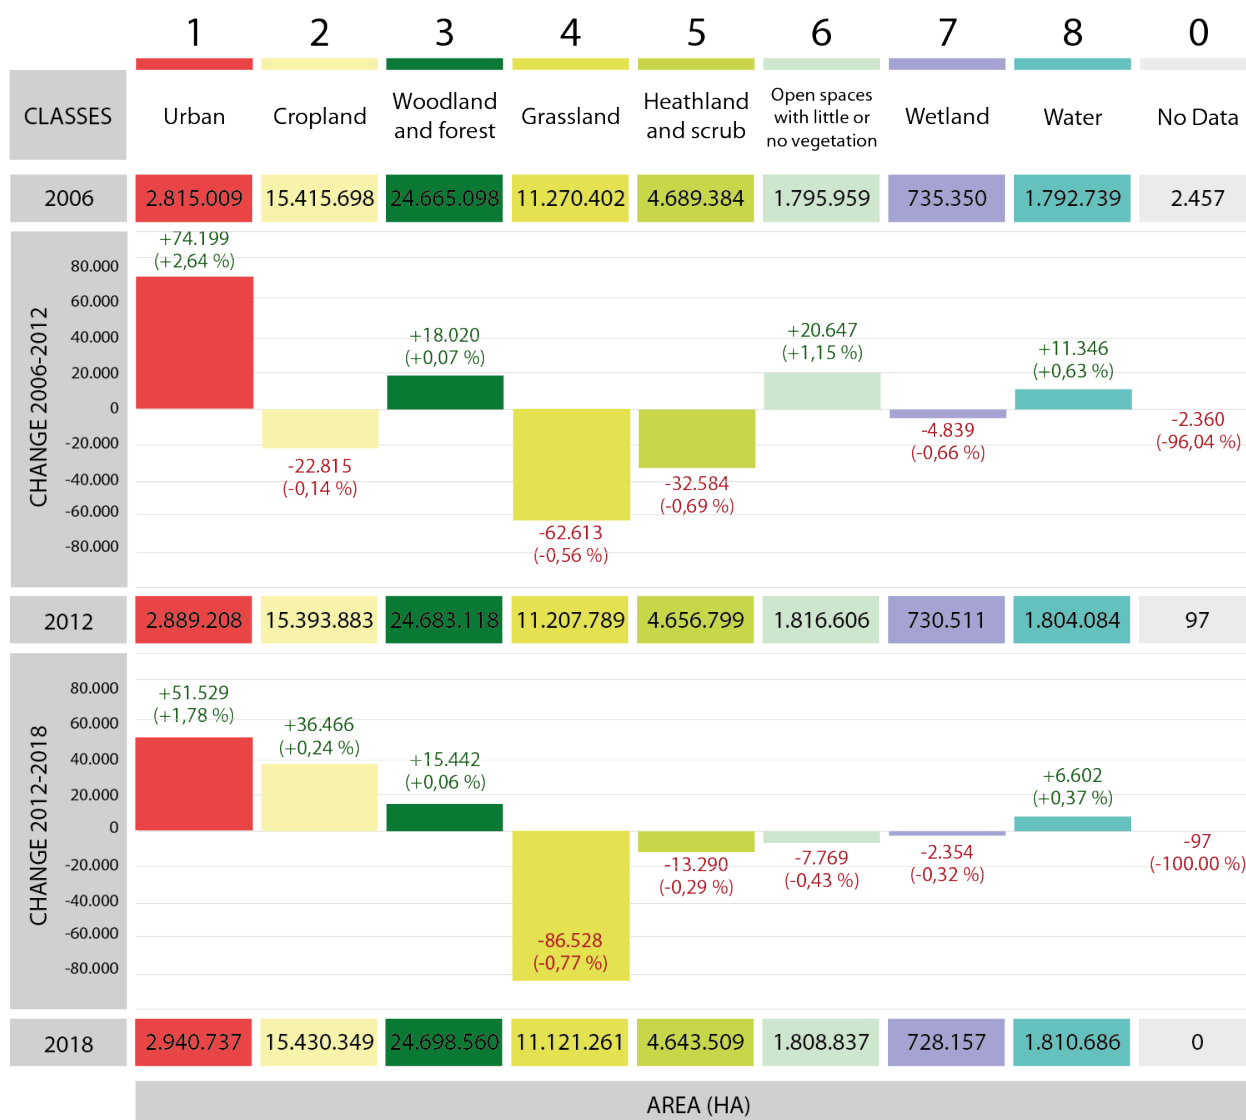 1 2 3 4 5 6 7 8 0
CLASSES
Urban
Cropland
Woodland
and forest
Grassland
Heathland
and scrub
Open spaces
with little or
no vegetation
Wetland
Water
No Data
2006 2.815.009 15.415.698 24.665.098 11.270.402 4.689.384 1.795.959 735.350 1.792.739 2.457
CHANGE 2006-2012
80.000
60.000
40.000
20.000
0
-20.000
-40.000
-60.000
-80.000
+74.199
(+2,64 %)
-22.815
(-0,14 %)
+18.020
(+0,07 %)
-62.613
(-0,56 %)
-32.584
(-0,69 %)
+20.647
(+1,15 %)
-4.839
(-0,66 %)
+11.346
(+0,63 %)
-2.360
(-96,04 %)
2012 2.889.208 15.393.883 24.683.118 11.207.789 4.656.799 1.816.606 730.511 1.804.084 97
CHANGE 2012-2018
80.000
60.000
40.000
20.000
0
-20.000
-40.000
-60.000
-80.000
+51.529
(+1,78 %)
+36.466
(+0,24 %)
+15.442
(+0,06 %)
-86.528
(-0,77 %)
-13.290
(-0,29 %)
-7.769
(-0,43 %)
-2.354
(-0,32 %)
+6.602
(+0,37 %)
-97
(-100.00 %)
2018 2.940.737 15.430.349 24.698.560 11.121.261 4.643.509 1.808.837 728.157 1.810.686 0
AREA (HA)